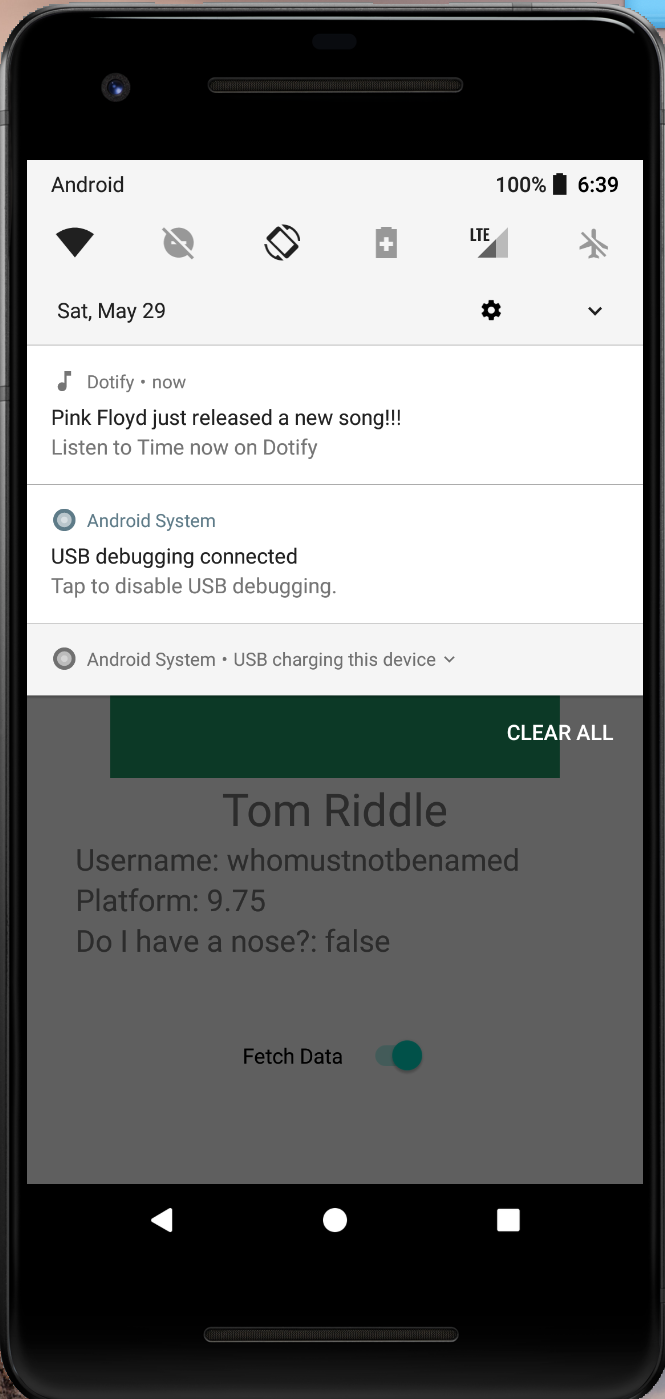 Android 100% 6:39
LTE
Sat, May 29
Dotify • now
Pink Floyd just released a new song!!!
Listen to Time now on Dotify
Android System
USB debugging connected
Tap to disable USB debugging.
Android System • USB charging this device
CLEAR ALL
Tom Riddle
Username: whomustnotbenamed
Platform: 9.75
Do I have a nose?: false
Fetch Data